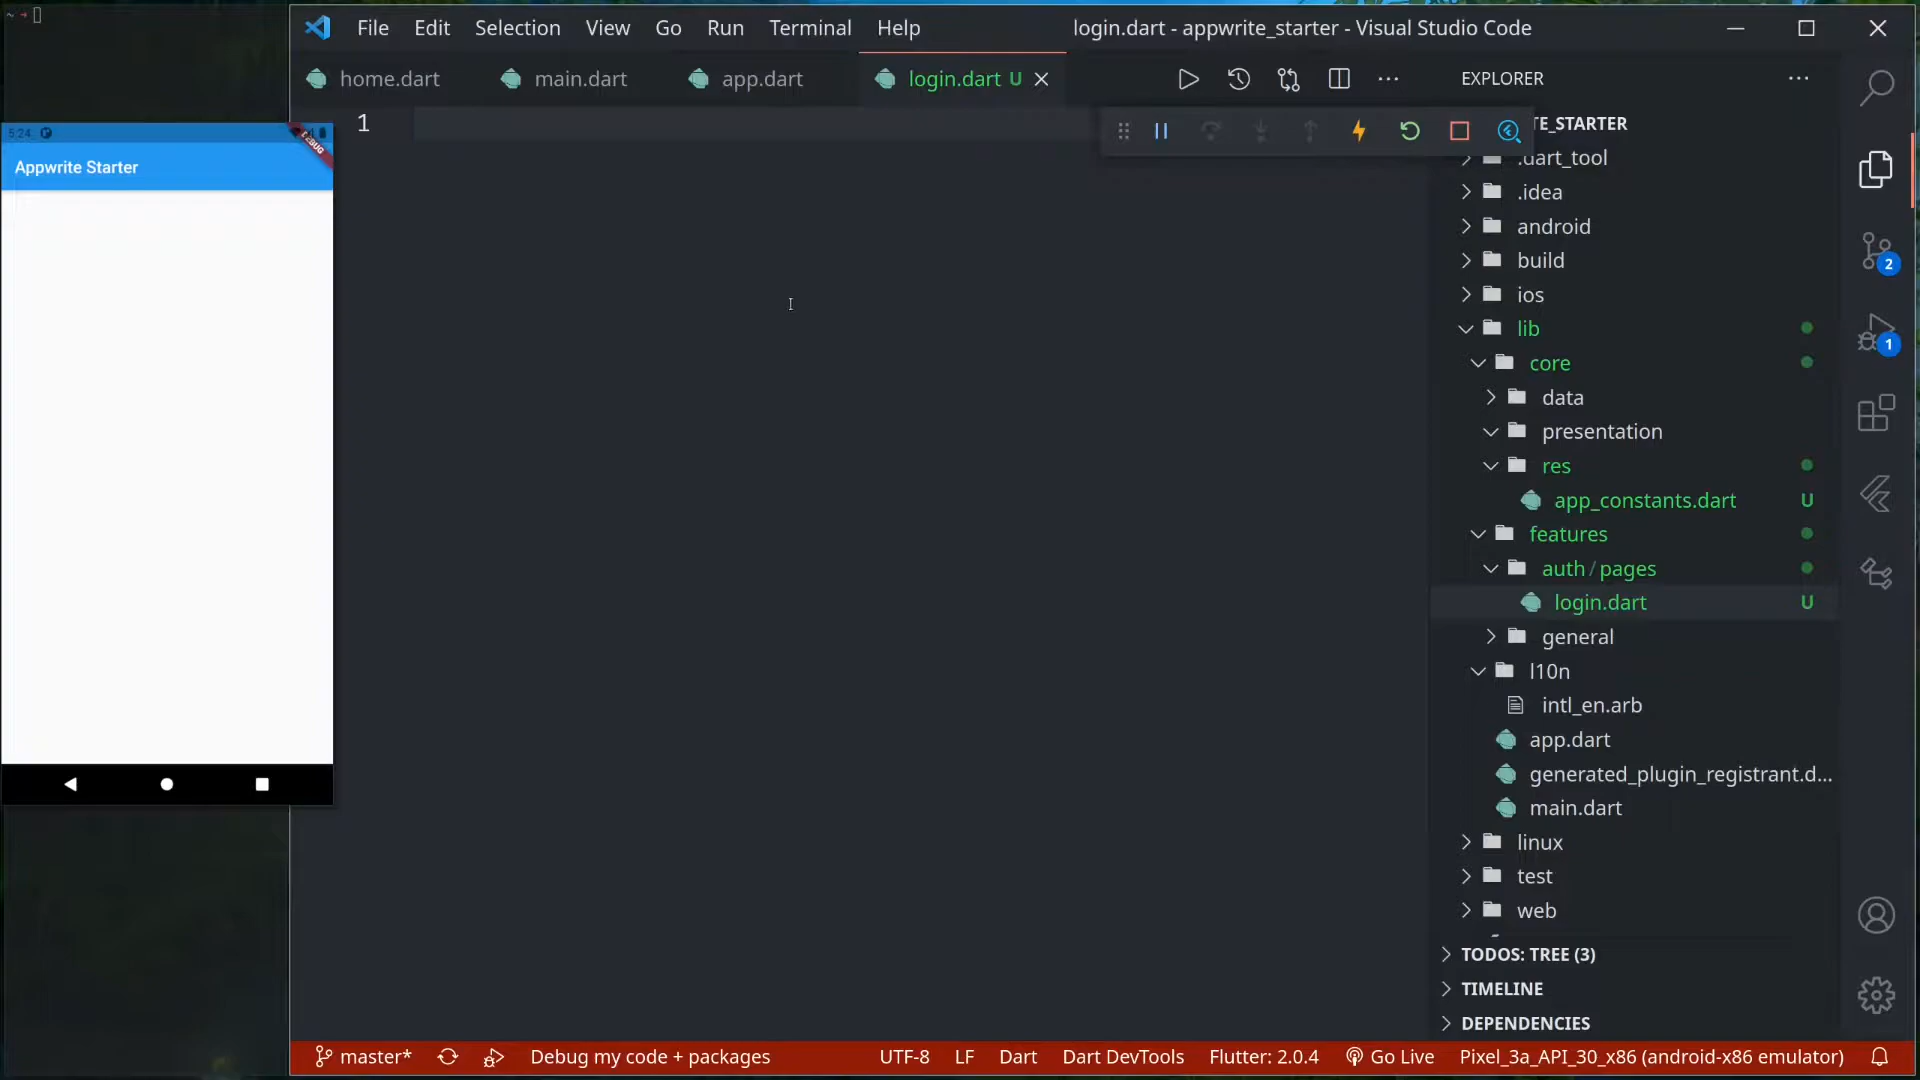 File Edit Selection View Go Run Terminal Help
login.dart - appwrite_starter - Visual Studio Code
home.dart main.dart app.dart login.dart U
EXPLORER
1
TE_STARTER
5:24
DEBUG
Appwrite Starter
.dart_tool
.idea
android
build
ios
lib
core
data
presentation
res
app_constants.dart U
features
auth/pages
login.dart U
general
l10n
intl_en.arb
app.dart
generated_plugin_registrant.d...
main.dart
linux
test
web
TODOS: TREE (3)
TIMELINE
DEPENDENCIES
2
1
master* Debug my code + packages UTF-8 LF Dart Dart DevTools Flutter: 2.0.4 Go Live Pixel_3a_API_30_x86 (android-x86 emulator)